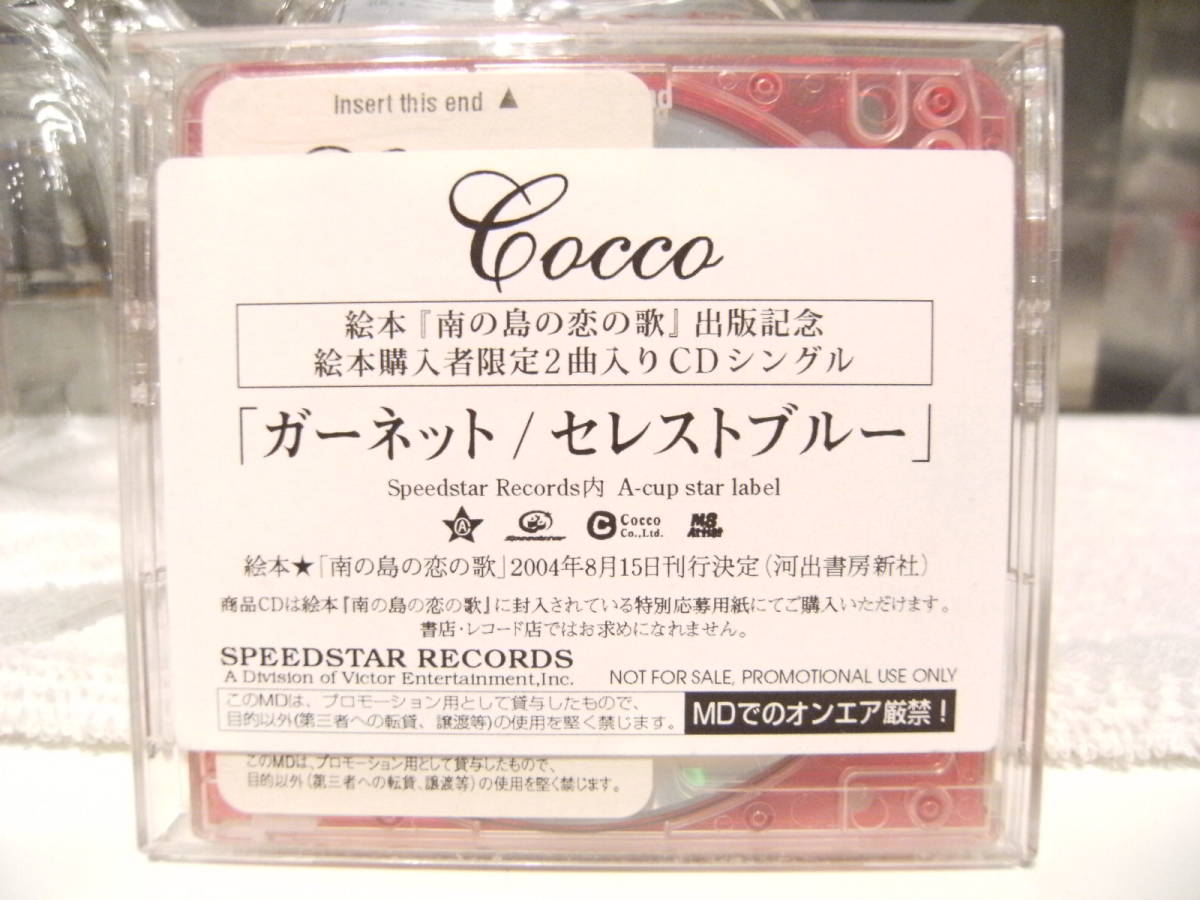 Insert this end ▲
Cocco
絵本『南の島の恋の歌』出版記念
絵本購入者限定2曲入りCDシングル
「ガーネット / セレストブルー」
Speedstar Records内 A-cup star label
A
Speedstar
C Cocco
Co.,Ltd.
M8
Artist
絵本★「南の島の恋の歌」2004年8月15日刊行決定(河出書房新社)
商品CDは絵本『南の島の恋の歌』に封入されている特別応募用紙にてご購入いただけます。
書店・レコード店ではお求めになれません。
SPEEDSTAR RECORDS
A Division of Victor Entertainment,Inc.
NOT FOR SALE, PROMOTIONAL USE ONLY
このMDは、プロモーション用として貸与したもので、
目的以外(第三者への転貸、譲渡等)の使用を堅く禁じます。
MDでのオンエア厳禁!
このMDは、プロモーション用として貸与したもので、
目的以外(第三者への転貸、譲渡等)の使用を堅く禁じます。